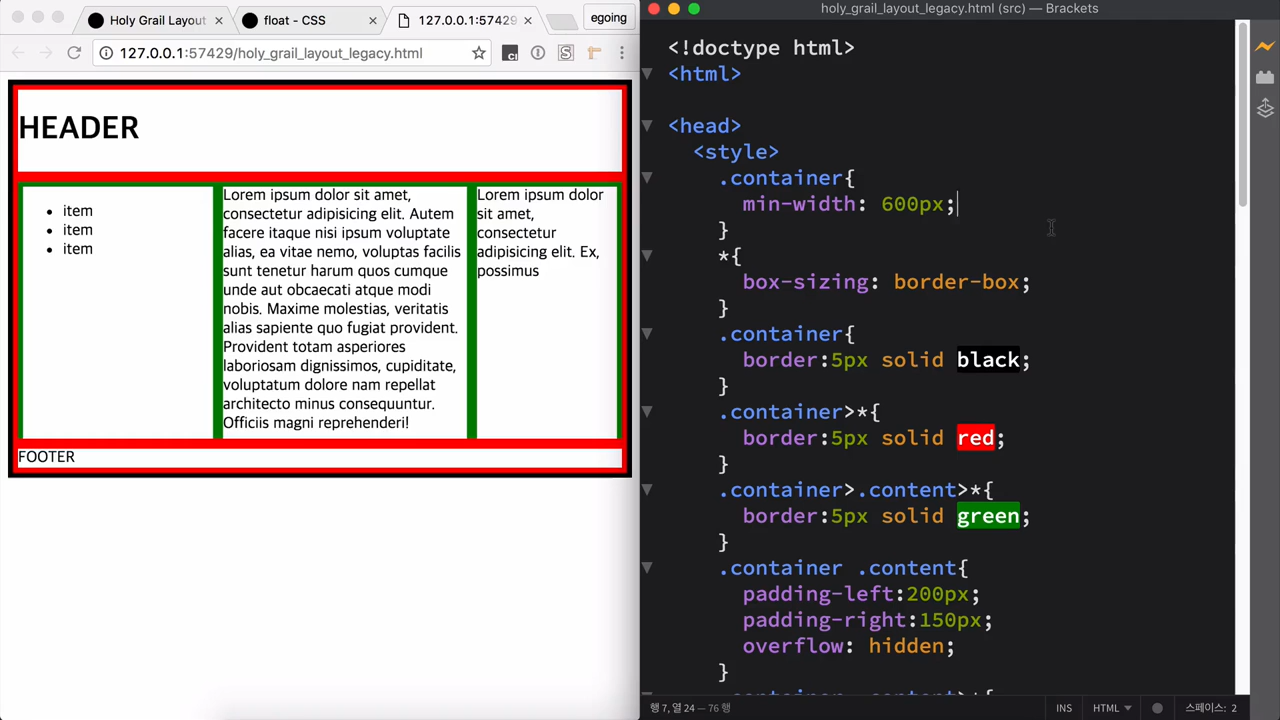 Holy Grail Layout
float - CSS
127.0.0.1:57429
egoing
127.0.0.1:57429/holy_grail_layout_legacy.html
HEADER
item
item
item
Lorem ipsum dolor sit amet,
consectetur adipisicing elit. Autem
facere itaque nisi ipsum voluptate
alias, ea vitae nemo, voluptas facilis
sunt tenetur harum quos cumque
unde aut obcaecati atque modi
nobis. Maxime molestias, veritatis
alias sapiente quo fugiat provident.
Provident totam asperiores
laboriosam dignissimos, cupiditate,
voluptatum dolore nam repellat
architecto minus consequuntur.
Officiis magni reprehenderi!
Lorem ipsum dolor
sit amet,
consectetur
adipisicing elit. Ex,
possimus
FOOTER
holy_grail_layout_legacy.html (src) — Brackets
<!doctype html>
<html>
<head>
<style>
.container{
min-width: 600px;
}
*{
box-sizing: border-box;
}
.container{
border:5px solid black;
}
.container>*{
border:5px solid red;
}
.container>.content>*{
border:5px solid green;
}
.container .content{
padding-left:200px;
padding-right:150px;
overflow: hidden;
}
행 7, 열 24 — 76 행
INS
HTML
스페이스: 2